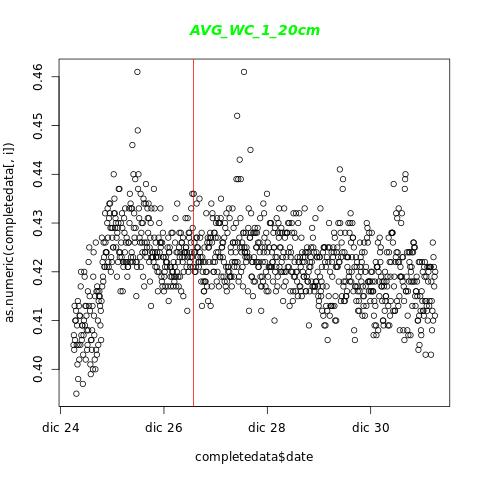 AVG_WC_1_20cm
as.numeric(completedata[, i])
0.46
0.45
0.44
0.43
0.42
0.41
0.40
dic 24
dic 26
dic 28
dic 30
completedata$date